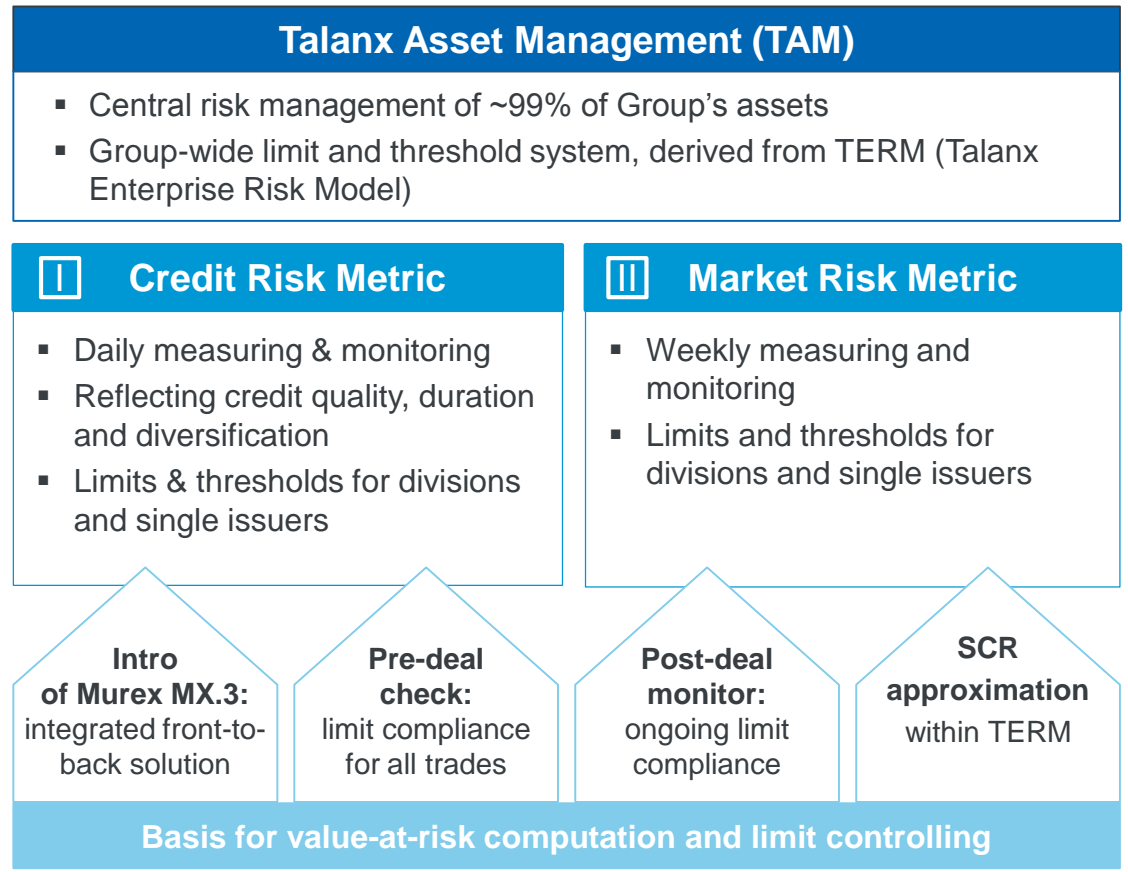 Talanx Asset Management (TAM)
▪ Central risk management of ~99% of Group's assets
▪ Group-wide limit and threshold system, derived from TERM (Talanx
Enterprise Risk Model)
I Credit Risk Metric
▪ Daily measuring & monitoring
▪ Reflecting credit quality, duration
and diversification
▪ Limits & thresholds for divisions
and single issuers
II Market Risk Metric
▪ Weekly measuring and
monitoring
▪ Limits and thresholds for
divisions and single issuers
Intro
of Murex MX.3:
integrated front-to-
back solution
Pre-deal
check:
limit compliance
for all trades
Post-deal
monitor:
ongoing limit
compliance
SCR
approximation
within TERM
Basis for value-at-risk computation and limit controlling